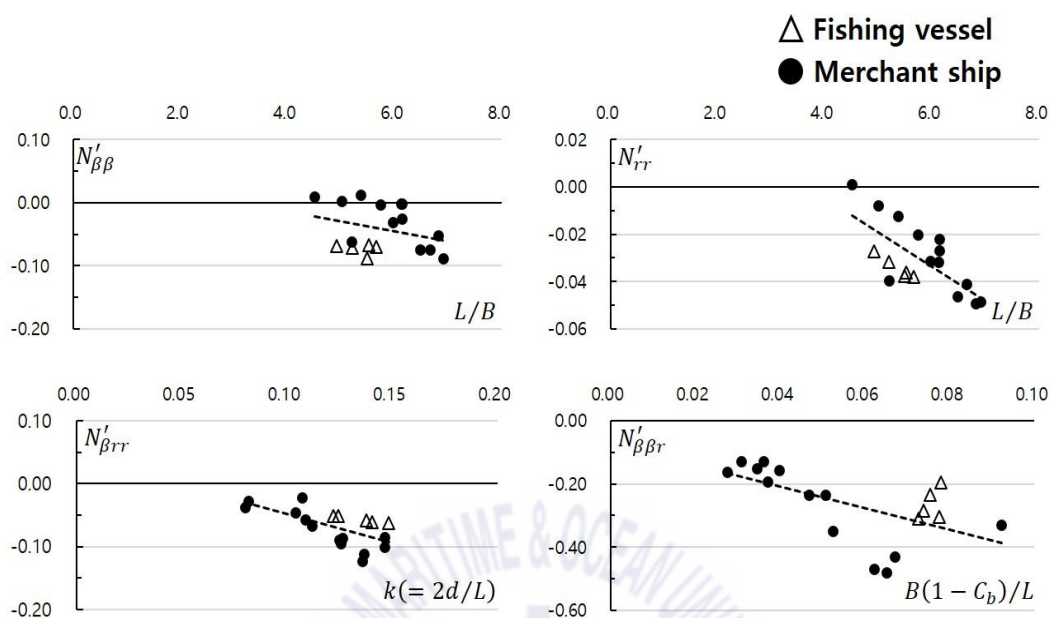 Fishing vessel
Merchant ship
0.0 2.0 4.0 6.0 8.0
0.10
0.00
-0.10
-0.20
N'ββ
L/B
0.0 2.0 4.0 6.0 8.0
0.02
0.00
-0.02
-0.04
-0.06
N'rr
L/B
0.00 0.05 0.10 0.15 0.20
0.10
0.00
-0.10
-0.20
N'βrr
k(= 2d/L)
0.00 0.02 0.04 0.06 0.08 0.10
0.00
-0.20
-0.40
-0.60
N'ββr
B(1 − Cb)/L
MARITIME & OCEAN UNI